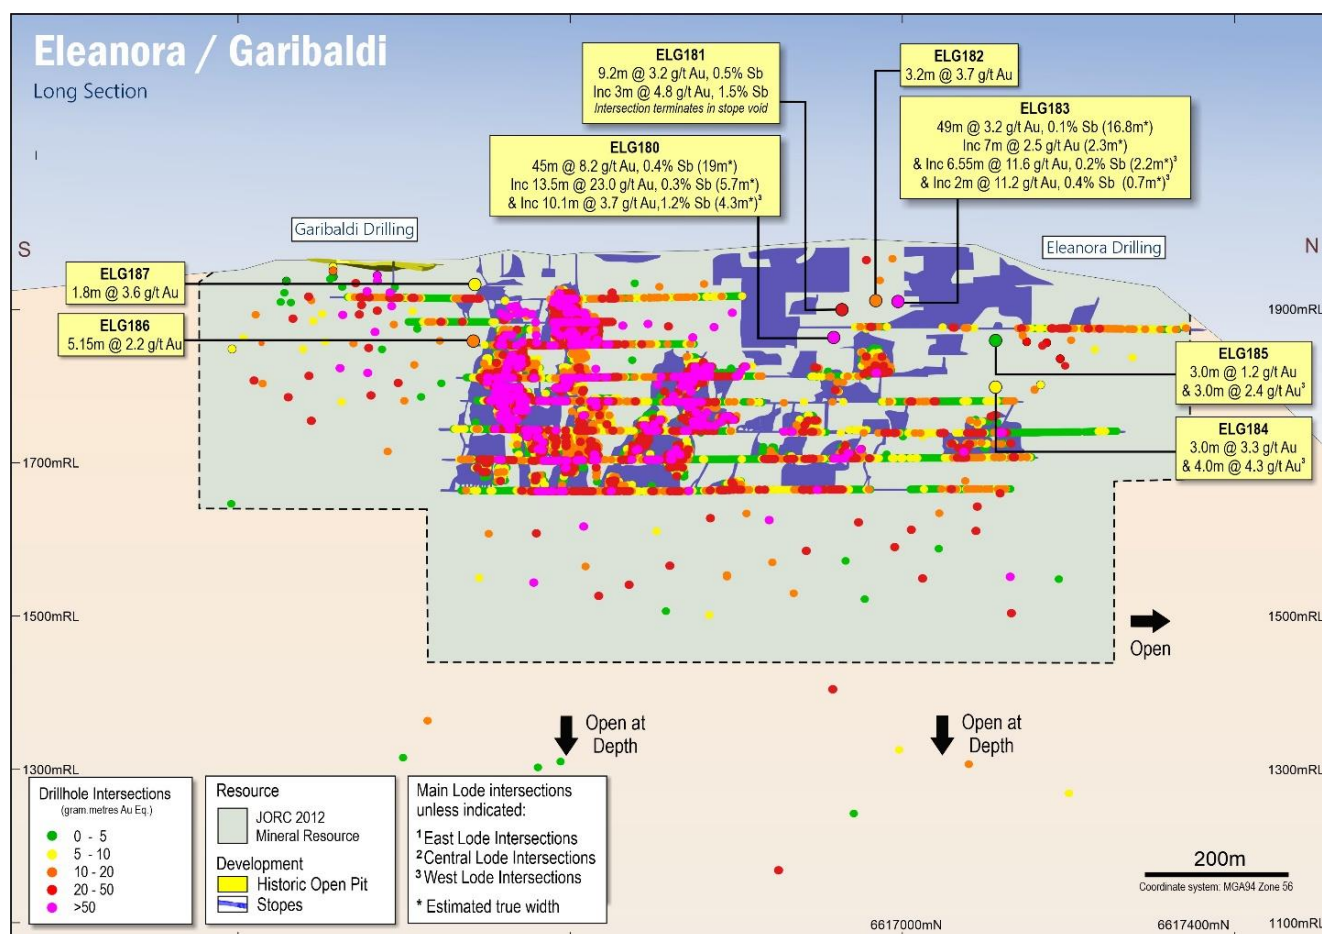 Eleanora / Garibaldi
Long Section
ELG181
9.2m @ 3.2 g/t Au, 0.5% Sb
Inc 3m @ 4.8 g/t Au, 1.5% Sb
Intersection terminates in stope void
ELG182
3.2m @ 3.7 g/t Au
ELG183
49m @ 3.2 g/t Au, 0.1% Sb (16.8m*)
Inc 7m @ 2.5 g/t Au (2.3m*)
& Inc 6.55m @ 11.6 g/t Au, 0.2% Sb (2.2m*)³
& Inc 2m @ 11.2 g/t Au, 0.4% Sb (0.7m*)³
ELG180
45m @ 8.2 g/t Au, 0.4% Sb (19m*)
Inc 13.5m @ 23.0 g/t Au, 0.3% Sb (5.7m*)
& Inc 10.1m @ 3.7 g/t Au,1.2% Sb (4.3m*)³
Garibaldi Drilling
Eleanora Drilling
S
N
ELG187
1.8m @ 3.6 g/t Au
ELG186
5.15m @ 2.2 g/t Au
1900mRL
ELG185
3.0m @ 1.2 g/t Au
& 3.0m @ 2.4 g/t Au³
ELG184
3.0m @ 3.3 g/t Au
& 4.0m @ 4.3 g/t Au³
1700mRL
1500mRL
1500mRL
Open
Open at
Depth
Open at
Depth
1300mRL
1300mRL
Drillhole Intersections
(gram.metres Au Eq.)
0 - 5
5 - 10
10 - 20
20 - 50
>50
Resource
JORC 2012
Mineral Resource
Development
Historic Open Pit
Stopes
Main Lode intersections
unless indicated:
¹East Lode Intersections
²Central Lode Intersections
³West Lode Intersections
* Estimated true width
200m
Coordinate system: MGA94 Zone 56
6617000mN
6617400mN
1100mRL